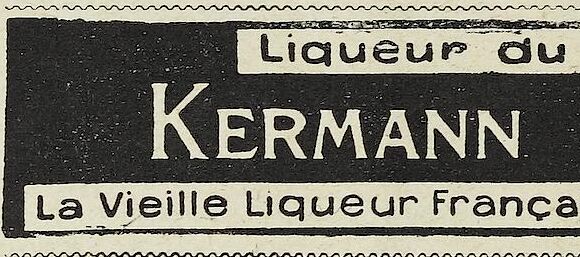 Liqueur du
KERMANN
La Vieille Liqueur França